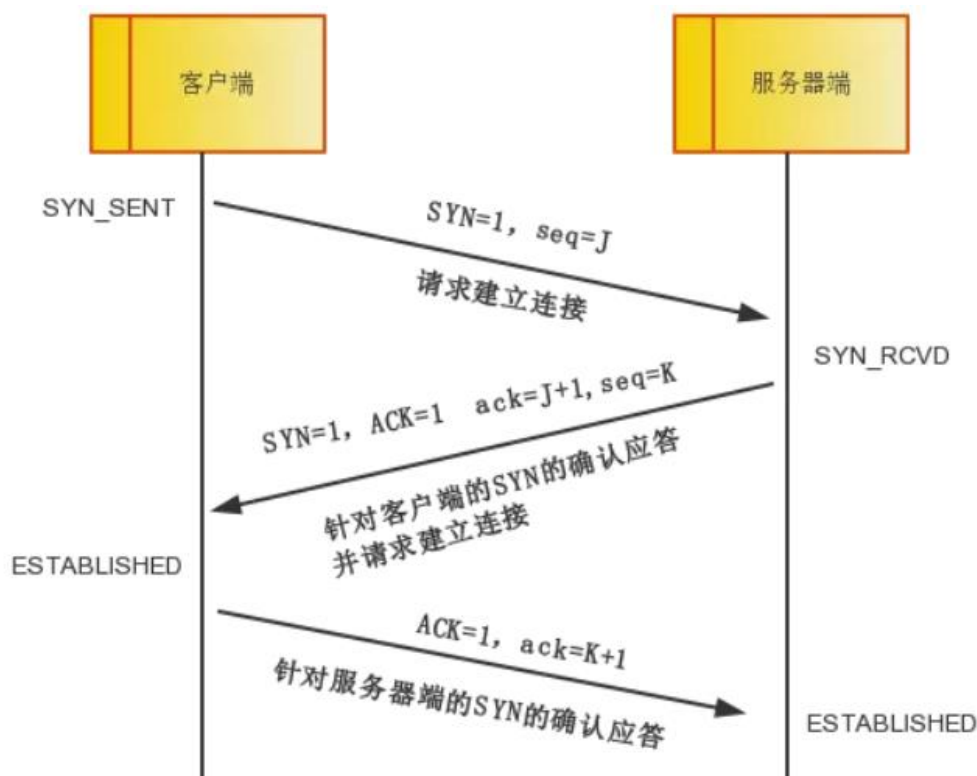 客户端
服务器端
SYN_SENT
SYN=1, seq=J
请求建立连接
SYN_RCVD
SYN=1, ACK=1 ack=J+1,seq=K
针对客户端的SYN的确认应答
并请求建立连接
ESTABLISHED
ACK=1, ack=K+1
针对服务器端的SYN的确认应答
ESTABLISHED